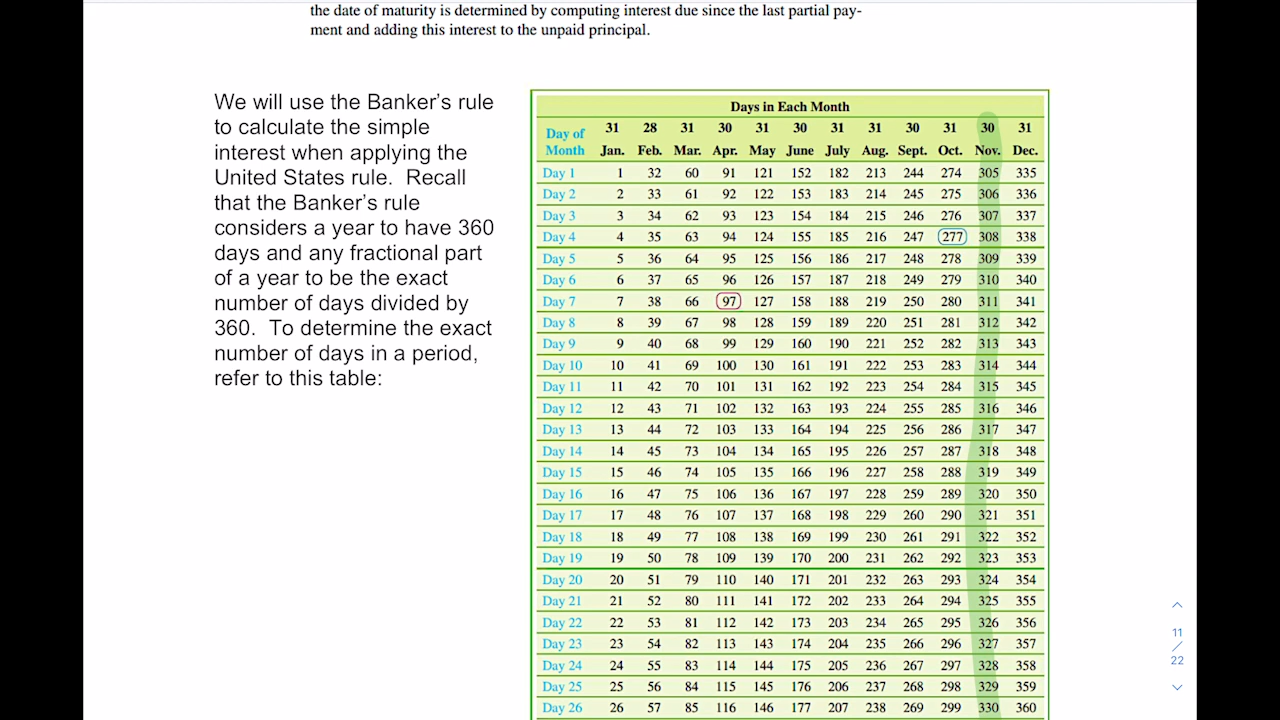 the date of maturity is determined by computing interest due since the last partial pay-
ment and adding this interest to the unpaid principal.
We will use the Banker's rule
to calculate the simple
interest when applying the
United States rule.  Recall
that the Banker's rule
considers a year to have 360
days and any fractional part
of a year to be the exact
number of days divided by
360.  To determine the exact
number of days in a period,
refer to this table:
Days in Each Month
Day of Month 31 Jan. 28 Feb. 31 Mar. 30 Apr. 31 May 30 June 31 July 31 Aug. 30 Sept. 31 Oct. 30 Nov. 31 Dec.
Day 1 1 32 60 91 121 152 182 213 244 274 305 335
Day 2 2 33 61 92 122 153 183 214 245 275 306 336
Day 3 3 34 62 93 123 154 184 215 246 276 307 337
Day 4 4 35 63 94 124 155 185 216 247 277 308 338
Day 5 5 36 64 95 125 156 186 217 248 278 309 339
Day 6 6 37 65 96 126 157 187 218 249 279 310 340
Day 7 7 38 66 97 127 158 188 219 250 280 311 341
Day 8 8 39 67 98 128 159 189 220 251 281 312 342
Day 9 9 40 68 99 129 160 190 221 252 282 313 343
Day 10 10 41 69 100 130 161 191 222 253 283 314 344
Day 11 11 42 70 101 131 162 192 223 254 284 315 345
Day 12 12 43 71 102 132 163 193 224 255 285 316 346
Day 13 13 44 72 103 133 164 194 225 256 286 317 347
Day 14 14 45 73 104 134 165 195 226 257 287 318 348
Day 15 15 46 74 105 135 166 196 227 258 288 319 349
Day 16 16 47 75 106 136 167 197 228 259 289 320 350
Day 17 17 48 76 107 137 168 198 229 260 290 321 351
Day 18 18 49 77 108 138 169 199 230 261 291 322 352
Day 19 19 50 78 109 139 170 200 231 262 292 323 353
Day 20 20 51 79 110 140 171 201 232 263 293 324 354
Day 21 21 52 80 111 141 172 202 233 264 294 325 355
Day 22 22 53 81 112 142 173 203 234 265 295 326 356
Day 23 23 54 82 113 143 174 204 235 266 296 327 357
Day 24 24 55 83 114 144 175 205 236 267 297 328 358
Day 25 25 56 84 115 145 176 206 237 268 298 329 359
Day 26 26 57 85 116 146 177 207 238 269 299 330 360
11
/
22